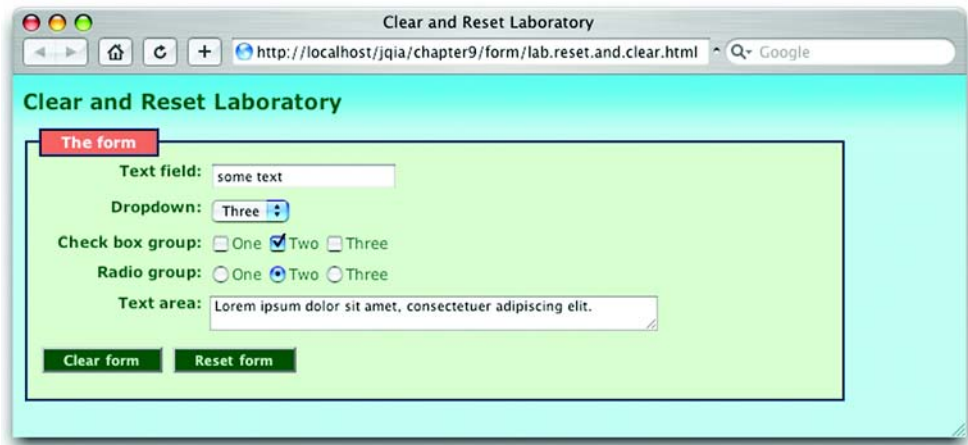 Clear and Reset Laboratory
http://localhost/jqia/chapter9/form/lab.reset.and.clear.html
Google
Clear and Reset Laboratory
The form
Text field: some text
Dropdown: Three
Check box group: One Two Three
Radio group: One Two Three
Text area: Lorem ipsum dolor sit amet, consectetuer adipiscing elit.
Clear form Reset form